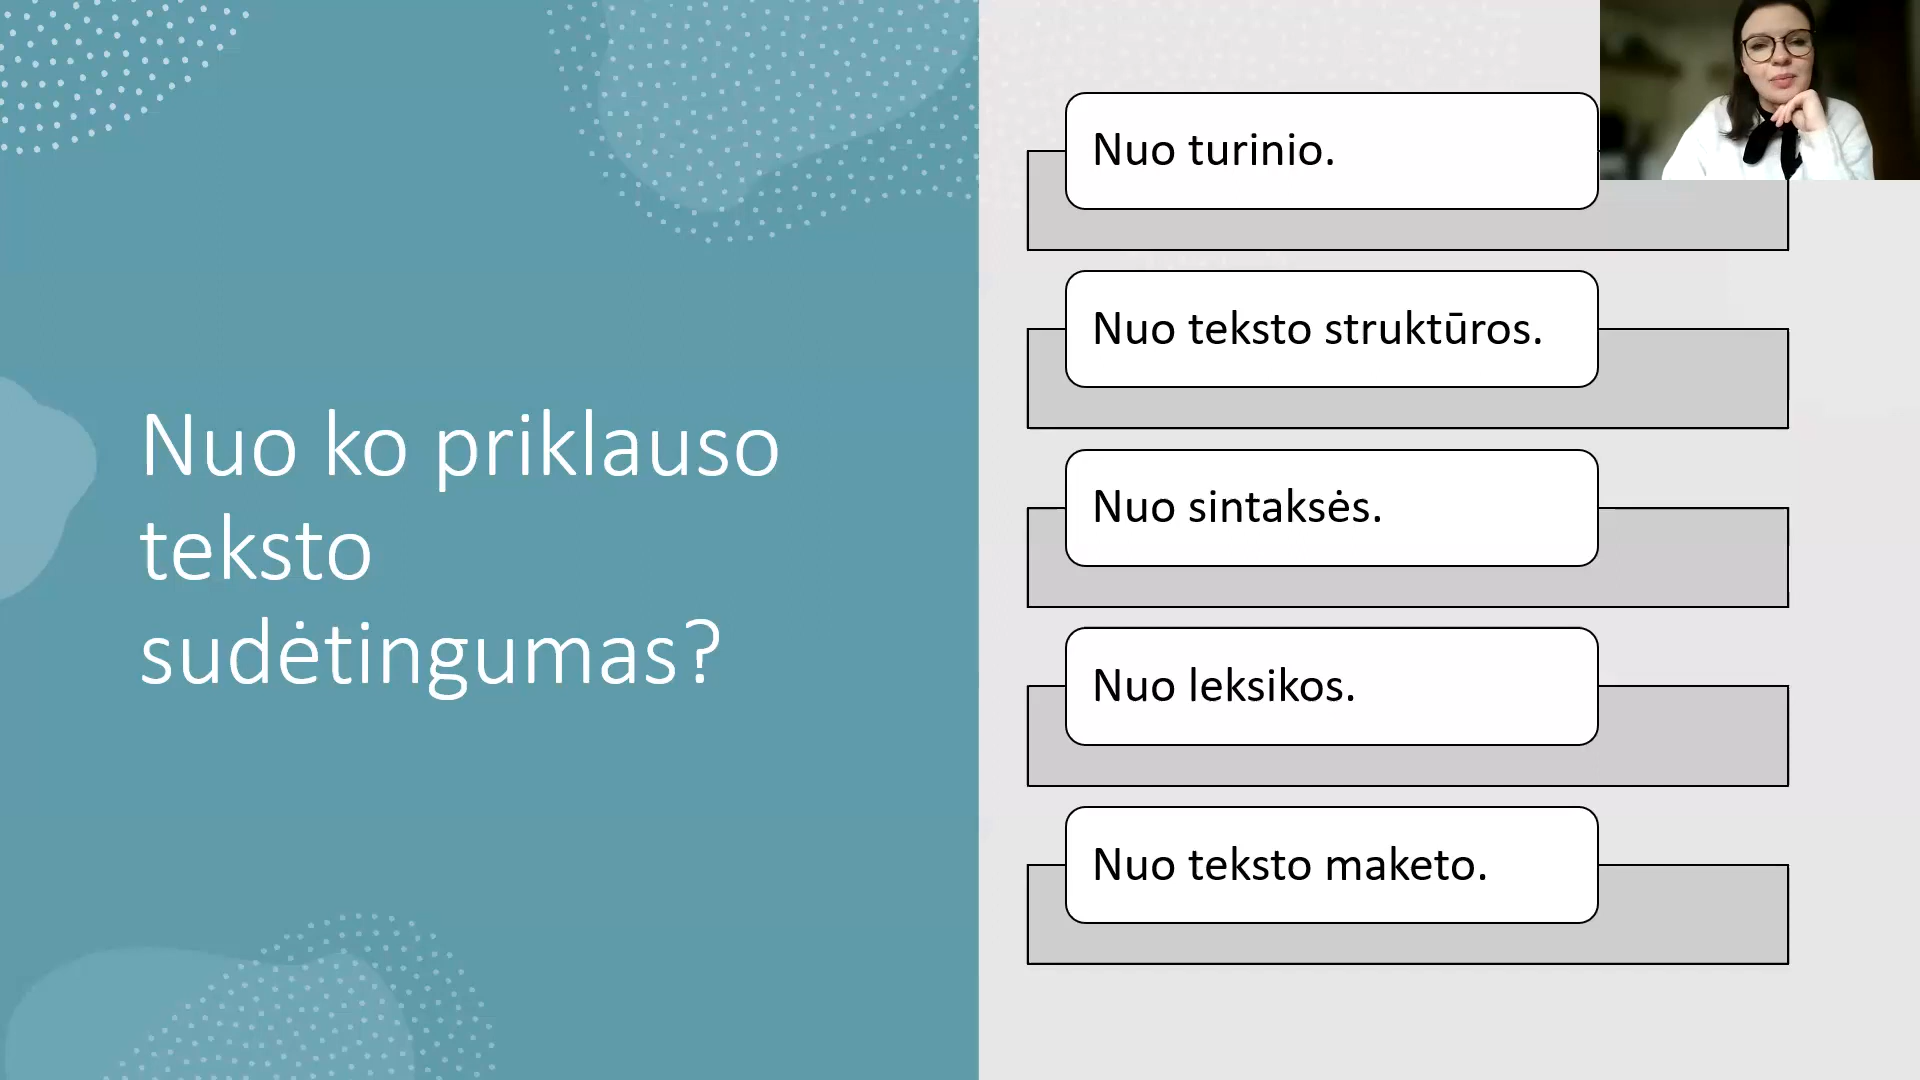 Nuo ko priklauso
teksto
sudėtingumas?
Nuo turinio.
Nuo teksto struktūros.
Nuo sintaksės.
Nuo leksikos.
Nuo teksto maketo.